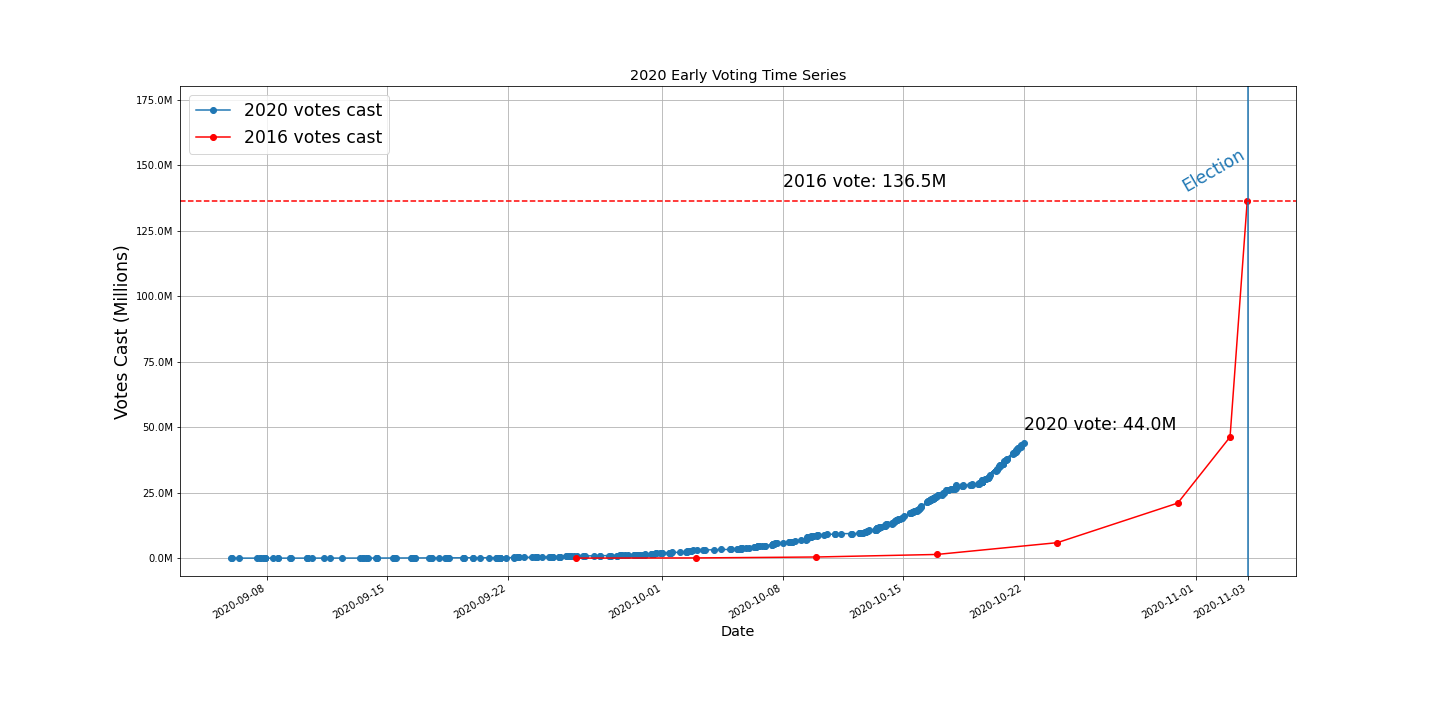 2020 Early Voting Time Series
2020 votes cast
2016 votes cast
175.0M
150.0M
125.0M
100.0M
75.0M
50.0M
25.0M
0.0M
Votes Cast (Millions)
2016 vote: 136.5M
Election
2020 vote: 44.0M
2020-09-08
2020-09-15
2020-09-22
2020-10-01
2020-10-08
2020-10-15
2020-10-22
2020-11-01
2020-11-03
Date